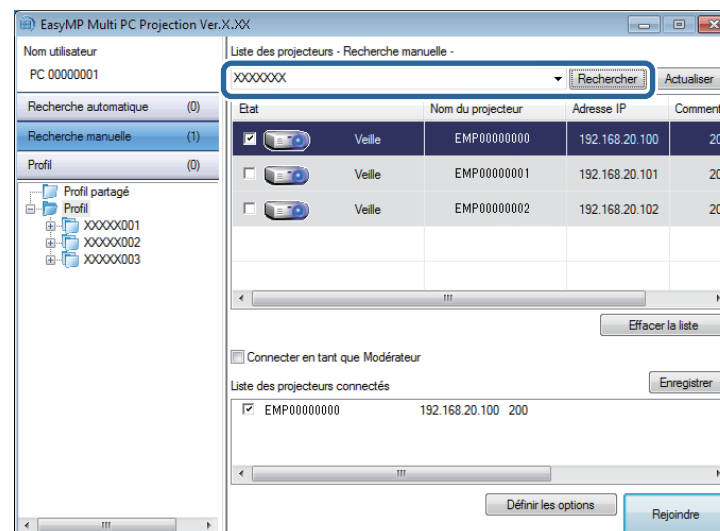 EasyMP Multi PC Projection Ver.X.XX
Nom utilisateur
PC 00000001
Recherche automatique (0)
Recherche manuelle (1)
Profil (0)
Profil partagé
Profil
XXXXX001
XXXXX002
XXXXX003
Liste des projecteurs - Recherche manuelle -
XXXXXXX Rechercher Actualiser
Etat Nom du projecteur Adresse IP Comment
Veille EMP00000000 192.168.20.100 20
Veille EMP00000001 192.168.20.101 20
Veille EMP00000002 192.168.20.102 20
Effacer la liste
Connecter en tant que Modérateur
Liste des projecteurs connectés Enregistrer
EMP00000000 192.168.20.100 200
Définir les options Rejoindre